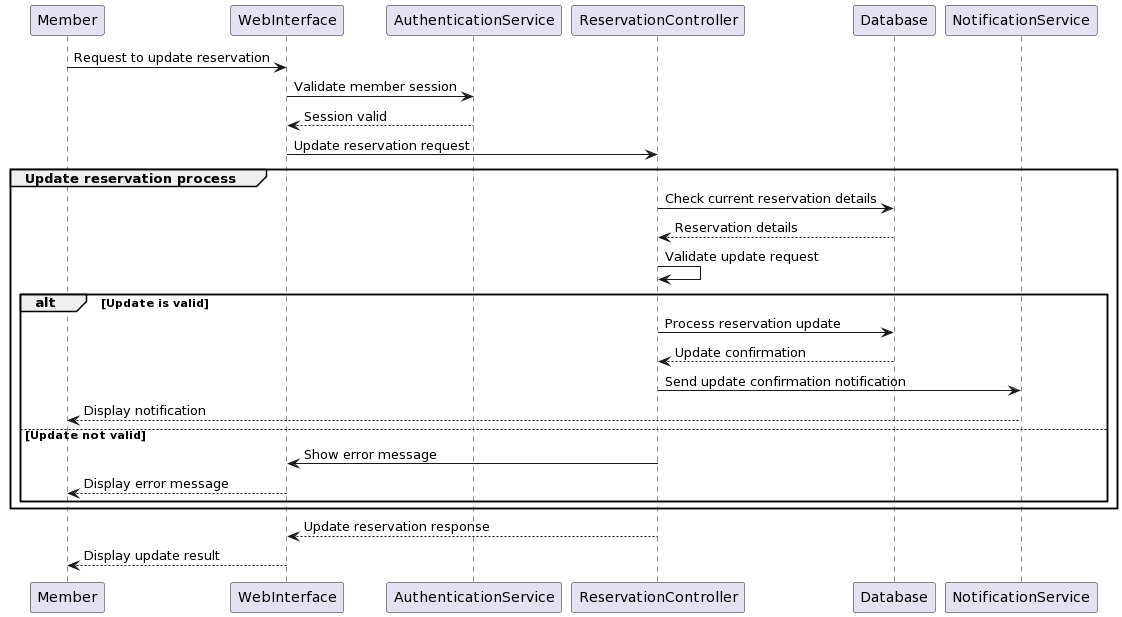 Member WebInterface AuthenticationService ReservationController Database NotificationService
Request to update reservation
Validate member session
Session valid
Update reservation request
Update reservation process
Check current reservation details
Reservation details
Validate update request
alt [Update is valid]
Process reservation update
Update confirmation
Send update confirmation notification
Display notification
[Update not valid]
Show error message
Display error message
Update reservation response
Display update result
Member WebInterface AuthenticationService ReservationController Database NotificationService